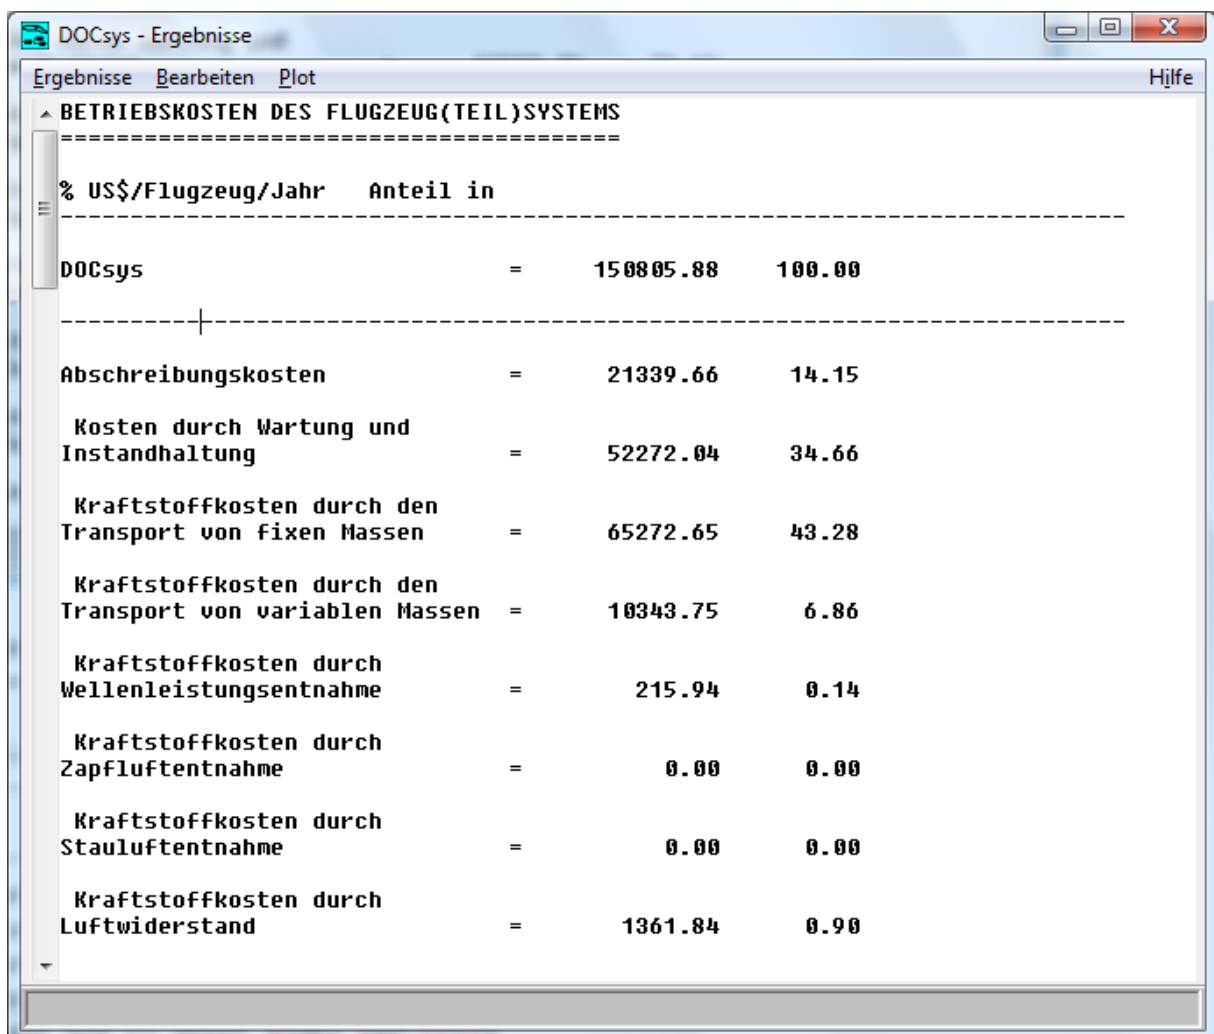 DOCsys - Ergebnisse
Ergebnisse Bearbeiten Plot Hilfe
BETRIEBSKOSTEN DES FLUGZEUG(TEIL)SYSTEMS
========================================
% US$/Flugzeug/Jahr Anteil in
----------------------------------------------------------------------------
DOCsys = 150805.88 100.00
----------------------------------------------------------------------------
Abschreibungskosten = 21339.66 14.15
Kosten durch Wartung und
Instandhaltung = 52272.04 34.66
Kraftstoffkosten durch den
Transport von fixen Massen = 65272.65 43.28
Kraftstoffkosten durch den
Transport von variablen Massen = 10343.75 6.86
Kraftstoffkosten durch
Wellenleistungsentnahme = 215.94 0.14
Kraftstoffkosten durch
Zapfluftentnahme = 0.00 0.00
Kraftstoffkosten durch
Stauluftentnahme = 0.00 0.00
Kraftstoffkosten durch
Luftwiderstand = 1361.84 0.90